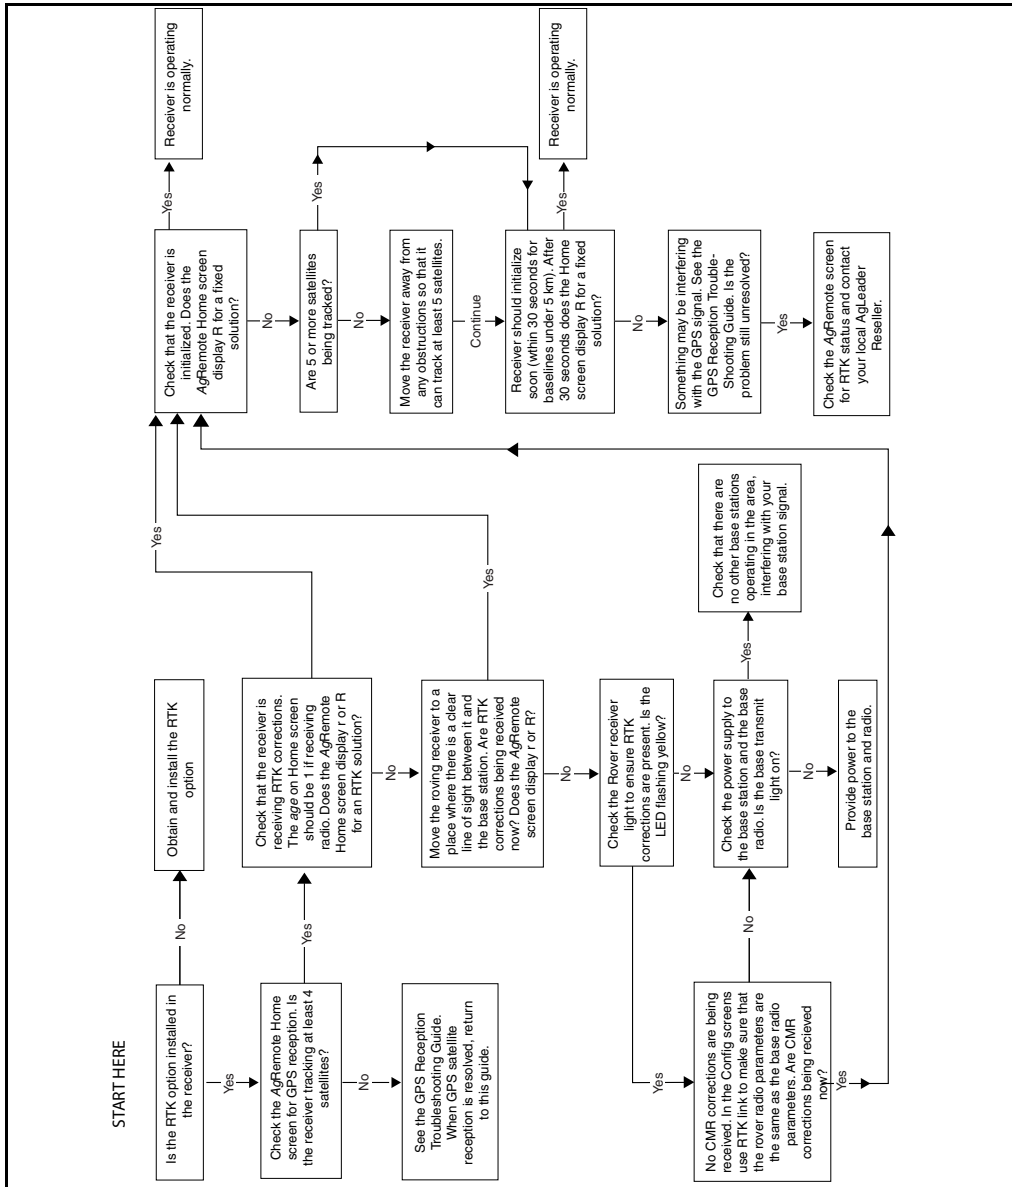 START HERE
Is the RTK option installed in
the receiver?
No
Obtain and install the RTK
option
Yes
Check the AgRemote Home
screen for GPS reception. Is
the receiver tracking at least 4
satellites?
No
See the GPS Reception
Troubleshooting Guide.
When GPS satellite
reception is resolved, return
to this guide.
Yes
Check that the receiver is
receiving RTK corrections.
The age on Home screen
should be 1 if receiving
radio. Does the AgRemote
Home screen display r or R
for an RTK solution?
Yes
No
Move the roving receiver to a
place where there is a clear
line of sight between it and
the base station. Are RTK
corrections being received
now? Does the AgRemote
screen display r or R?
Yes
No
Check the Rover receiver
light to ensure RTK
corrections are present. Is the
LED flashing yellow?
Yes
No
No CMR corrections are being
received. In the Config screens
use RTK link to make sure that
the rover radio parameters are
the same as the base radio
parameters. Are CMR
corrections being recieved
now?
Yes
No
Check the power supply to
the base station and the base
radio. Is the base transmit
light on?
Yes
Check that there are
no other base stations
operating in the area,
interfering with your
base station signal.
No
Provide power to the
base station and radio.
Check that the receiver is
initialized. Does the
AgRemote Home screen
display R for a fixed
solution?
Yes
Receiver is operating
normally.
No
Are 5 or more satellites
being tracked?
Yes
No
Move the receiver away from
any obstructions so that it
can track at least 5 satellites.
Continue
Receiver should initialize
soon (wthin 30 seconds for
baselines under 5 km). After
30 seconds does the Home
screen display R for a fixed
solution?
Yes
Receiver is operating
normally.
No
Something may be interfering
with the GPS signal. See the
GPS Reception Trouble-
Shooting Guide. Is the
problem still unresolved?
Yes
Check the AgRemote screen
for RTK status and contact
your local AgLeader
Reseller.